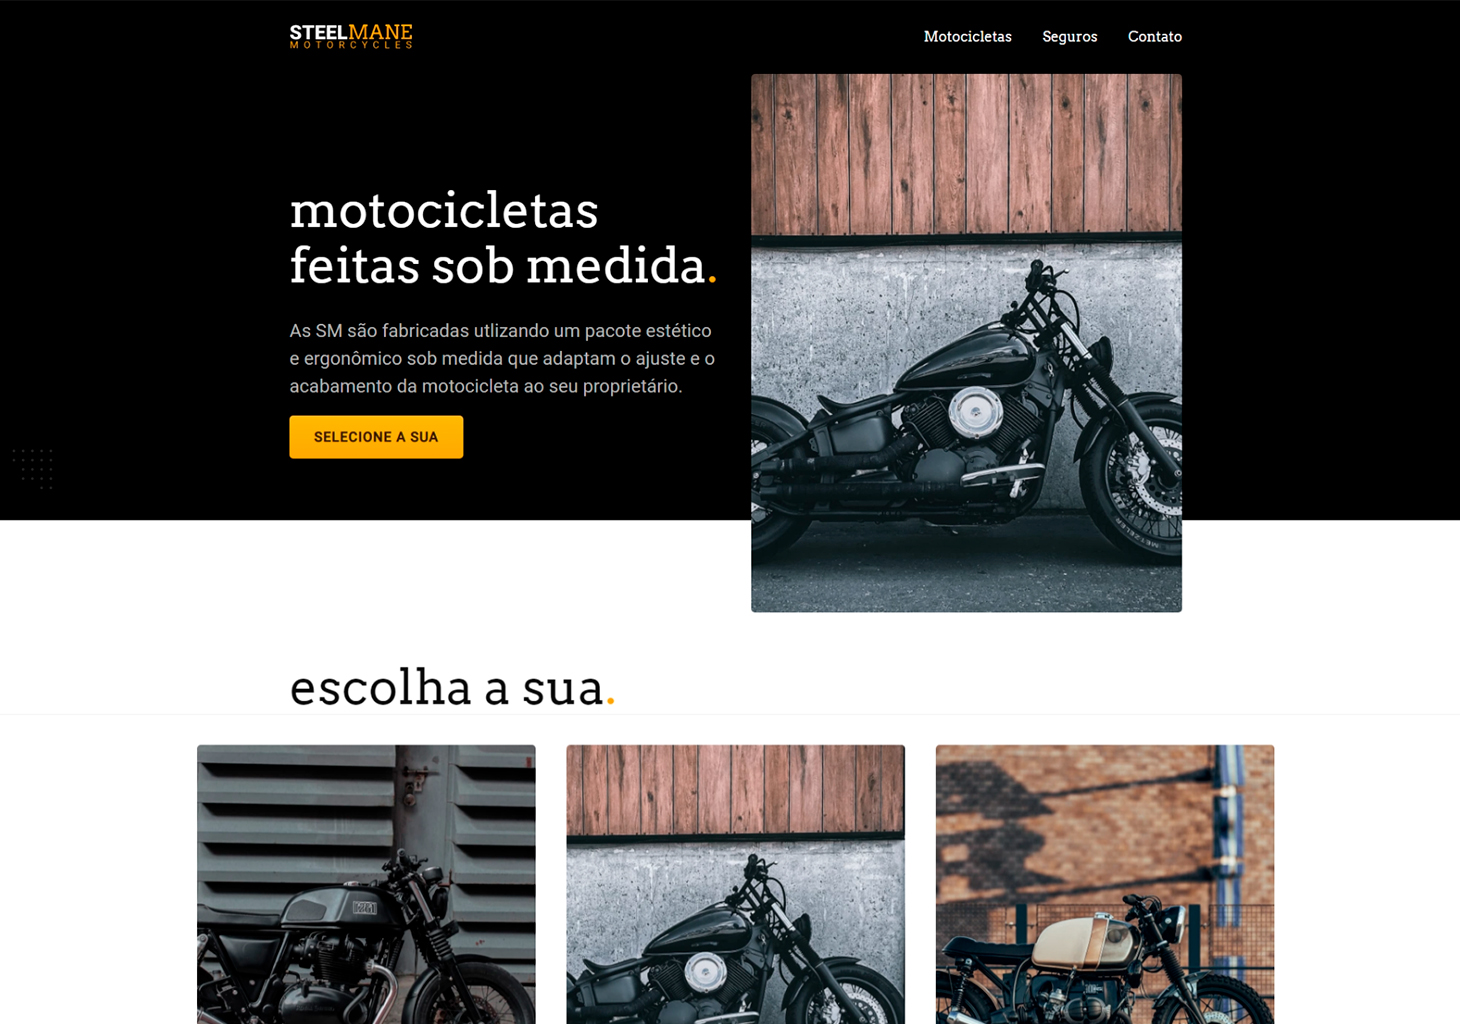 STEELMANE
MOTORCYCLES
Motocicletas
Seguros
Contato
motocicletas
feitas sob medida.
As SM são fabricadas utlizando um pacote estético
e ergonômico sob medida que adaptam o ajuste e o
acabamento da motocicleta ao seu proprietário.
SELECIONE A SUA
METZELER
escolha a sua.